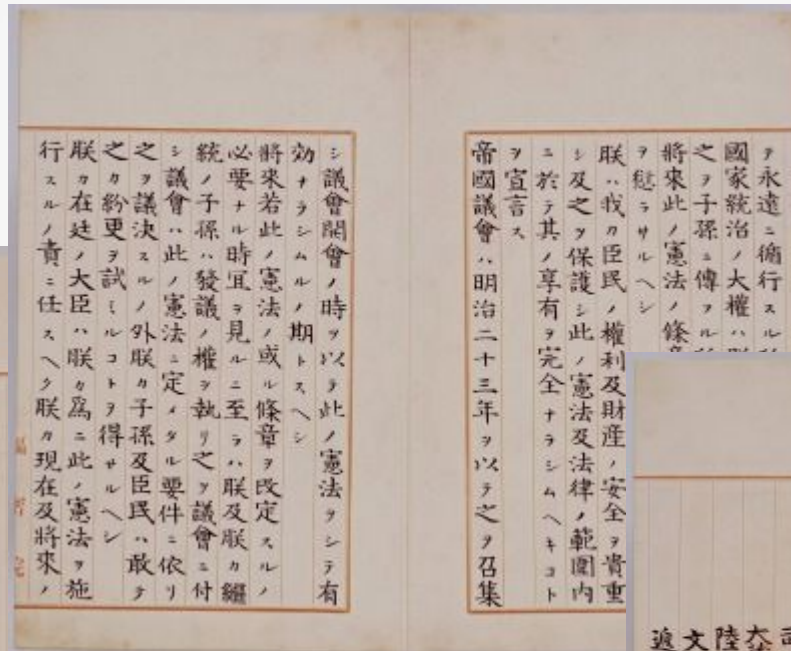 テ永遠ニ循行スル
國家統治ノ大權ハ
之ヲ子孫ニ傳フル
將來此ノ憲法ノ條章
ヲ愆ラサルヘシ
朕ハ我カ臣民ノ權利及財産ノ安全ヲ貴重
シ及之ヲ保護シ此ノ憲法及法律ノ範圍内
ニ於テ其ノ享有ヲ完全ナラシムヘキコト
ヲ宣言ス
帝國議會ハ明治二十三年ヲ以テ之ヲ召集
シ議會開會ノ時ヲ以テ此ノ憲法ヲシテ有
効ナラシムルノ期トスヘシ
將來若此ノ憲法ノ或ル條章ヲ改定スルノ
必要ナル時宜ヲ見ルニ至ラハ朕及朕カ繼
統ノ子孫ハ發議ノ權ヲ執リ之ヲ議會ニ付
シ議會ハ此ノ憲法ニ定メタル要件ニ依リ
之ヲ議決スルノ外朕カ子孫及臣民ハ敢テ
之カ紛更ヲ試ミルコトヲ得サルヘシ
朕カ在廷ノ大臣ハ朕カ爲ニ此ノ憲法ヲ施
行スルノ責ニ任スヘク朕カ現在及將來ノ
陸
文
遞